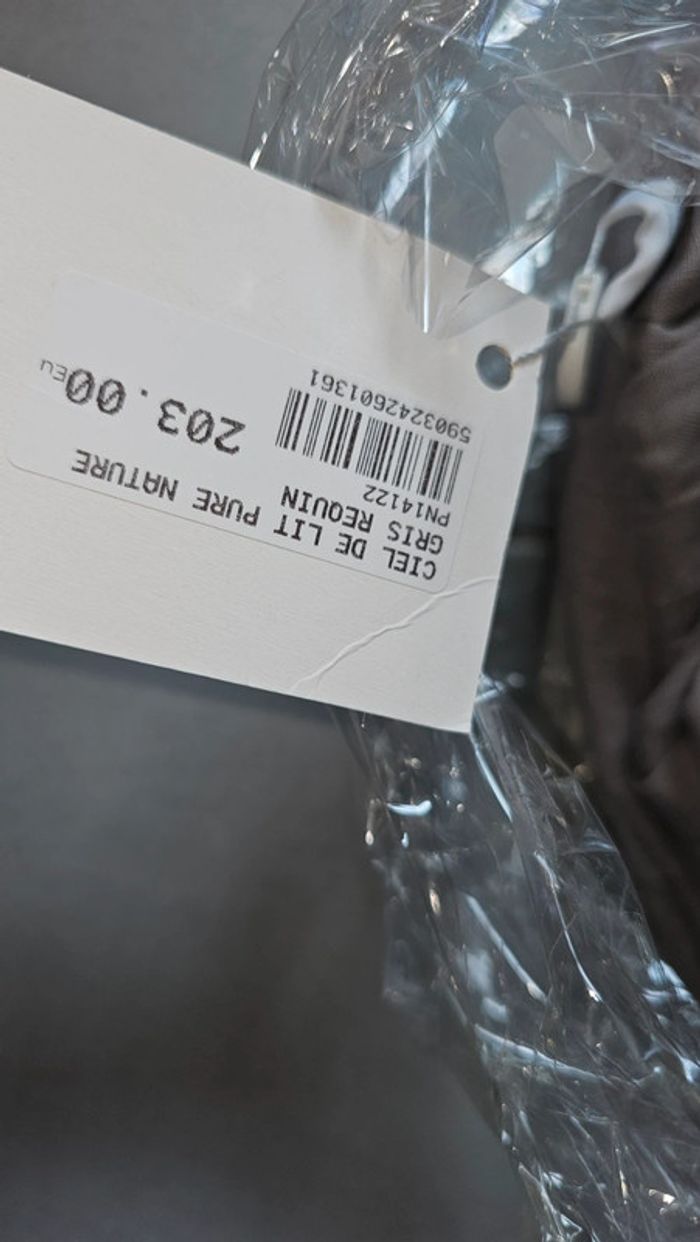 CIEL DE LIT PURE NATURE
GRIS REQUIN
PN14122
203.00Eu
5903242601361